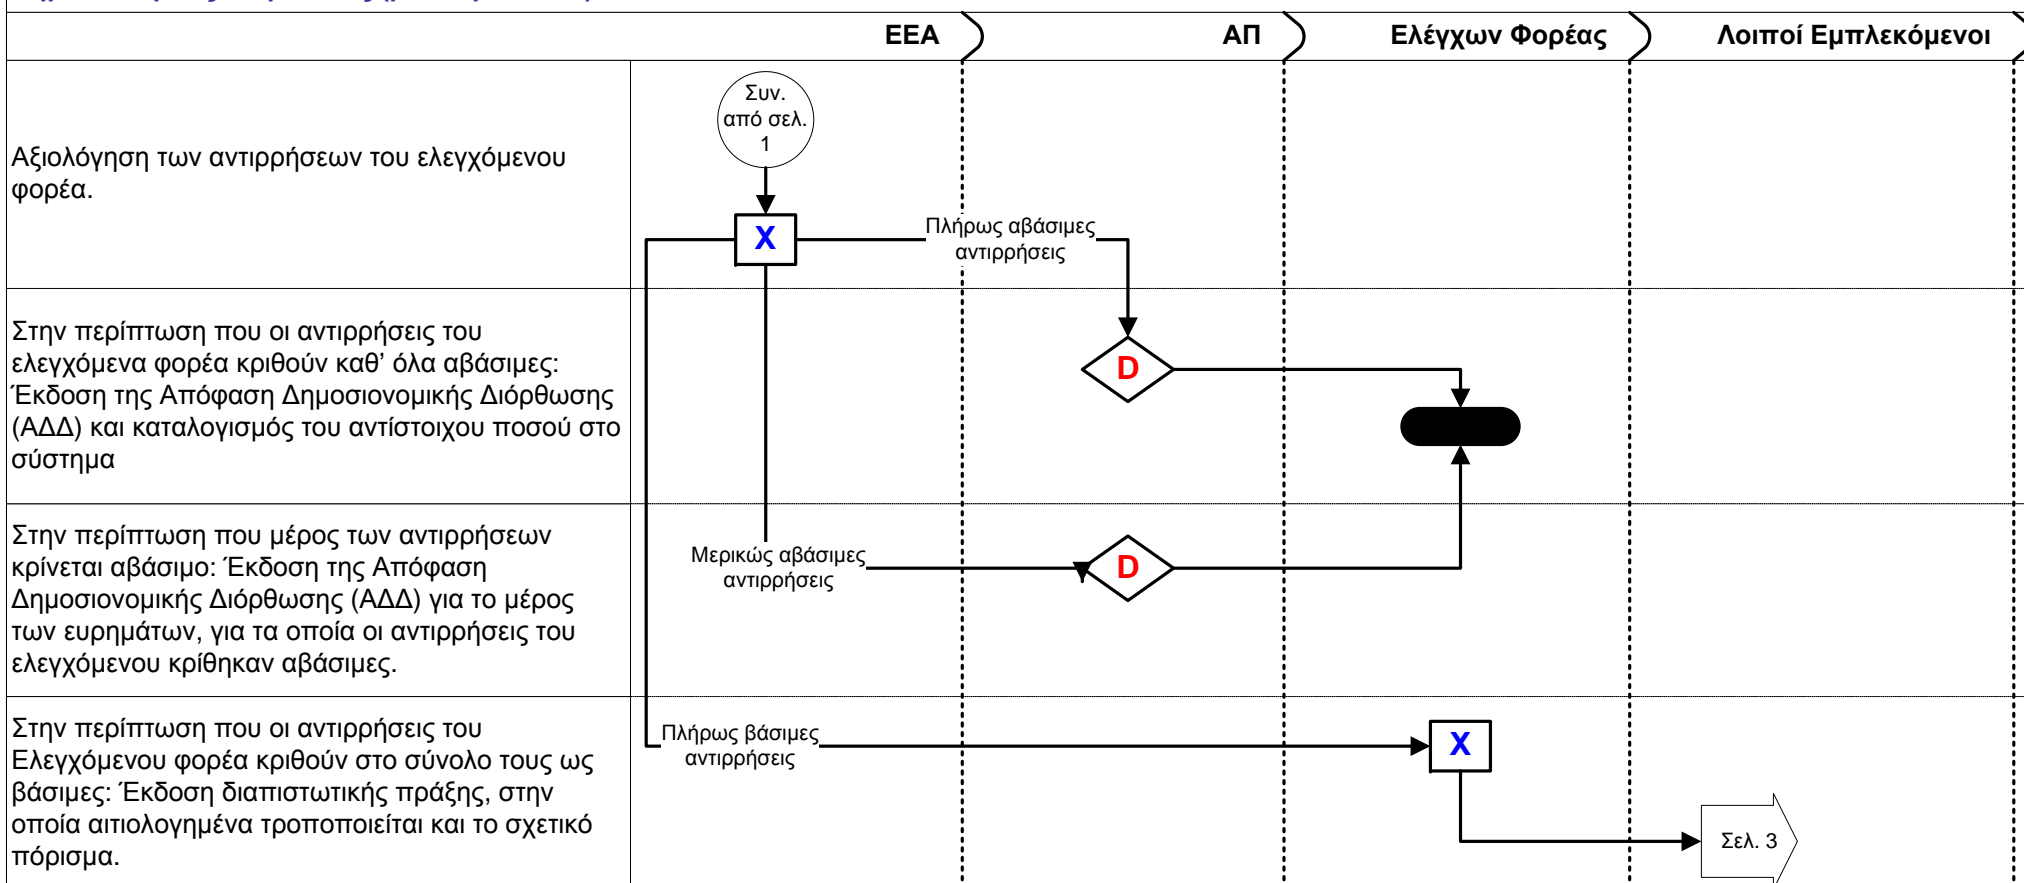 ΕΕΑ
ΑΠ
Ελέγχων Φορέας
Λοιποί Εμπλεκόμενοι
Αξιολόγηση των αντιρρήσεων του ελεγχόμενου
φορέα.
Συν.
από σελ.
1
X
Πλήρως αβάσιμες
αντιρρήσεις
Στην περίπτωση που οι αντιρρήσεις του
ελεγχόμενα φορέα κριθούν καθ’ όλα αβάσιμες:
Έκδοση της Απόφαση Δημοσιονομικής Διόρθωσης
(ΑΔΔ) και καταλογισμός του αντίστοιχου ποσού στο
σύστημα
D
Στην περίπτωση που μέρος των αντιρρήσεων
κρίνεται αβάσιμο: Έκδοση της Απόφαση
Δημοσιονομικής Διόρθωσης (ΑΔΔ) για το μέρος
των ευρημάτων, για τα οποία οι αντιρρήσεις του
ελεγχόμενου κρίθηκαν αβάσιμες.
Μερικώς αβάσιμες
αντιρρήσεις
D
Στην περίπτωση που οι αντιρρήσεις του
Ελεγχόμενου φορέα κριθούν στο σύνολο τους ως
βάσιμες: Έκδοση διαπιστωτικής πράξης, στην
οποία αιτιολογημένα τροποποιείται και το σχετικό
πόρισμα.
Πλήρως βάσιμες
αντιρρήσεις
X
Σελ. 3